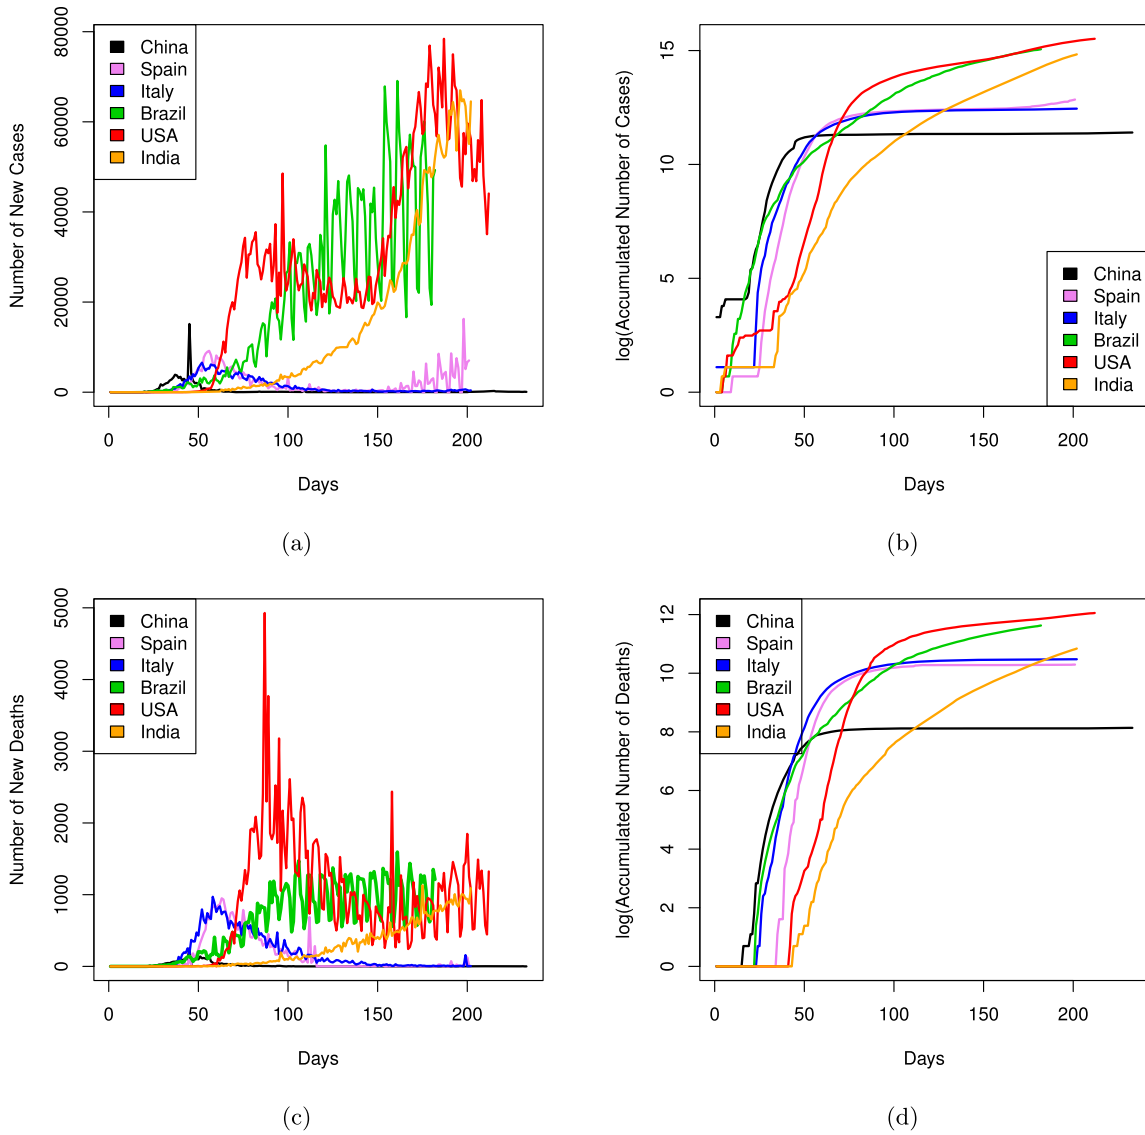 Number of New Cases
80000
60000
40000
20000
0
China
Spain
Italy
Brazil
USA
India
0 50 100 150 200
Days
(a)
log(Accumulated Number of Cases)
15
10
5
0
China
Spain
Italy
Brazil
USA
India
0 50 100 150 200
Days
(b)
Number of New Deaths
5000
4000
3000
2000
1000
0
China
Spain
Italy
Brazil
USA
India
0 50 100 150 200
Days
(c)
log(Accumulated Number of Deaths)
12
10
8
6
4
2
0
China
Spain
Italy
Brazil
USA
India
0 50 100 150 200
Days
(d)